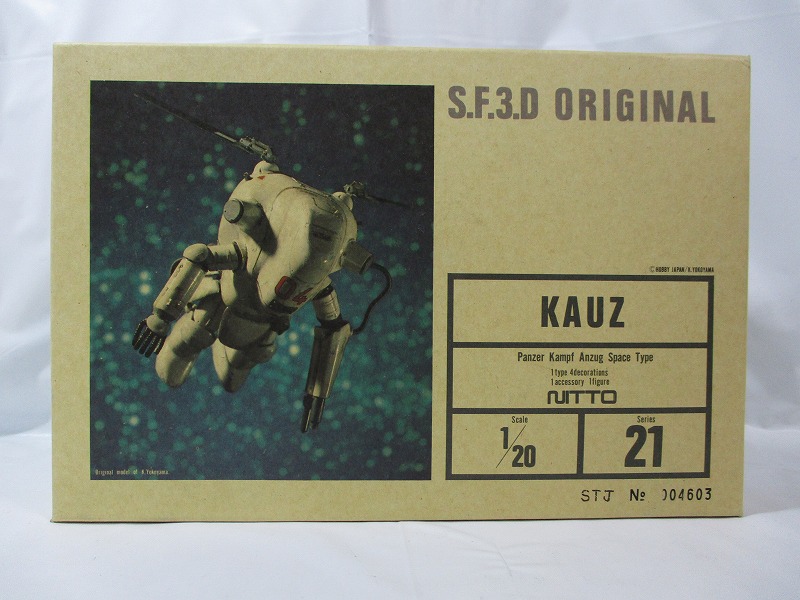 S.F.3.D ORIGINAL
© HOBBY JAPAN/K.YOKOYAMA
KAUZ
Panzer Kampf Anzug Space Type
1type 4decorations
1accessory 1figure
NITTO
Scale
1/20
Series
21
Original model of K.Yokoyama
STJ No 004603